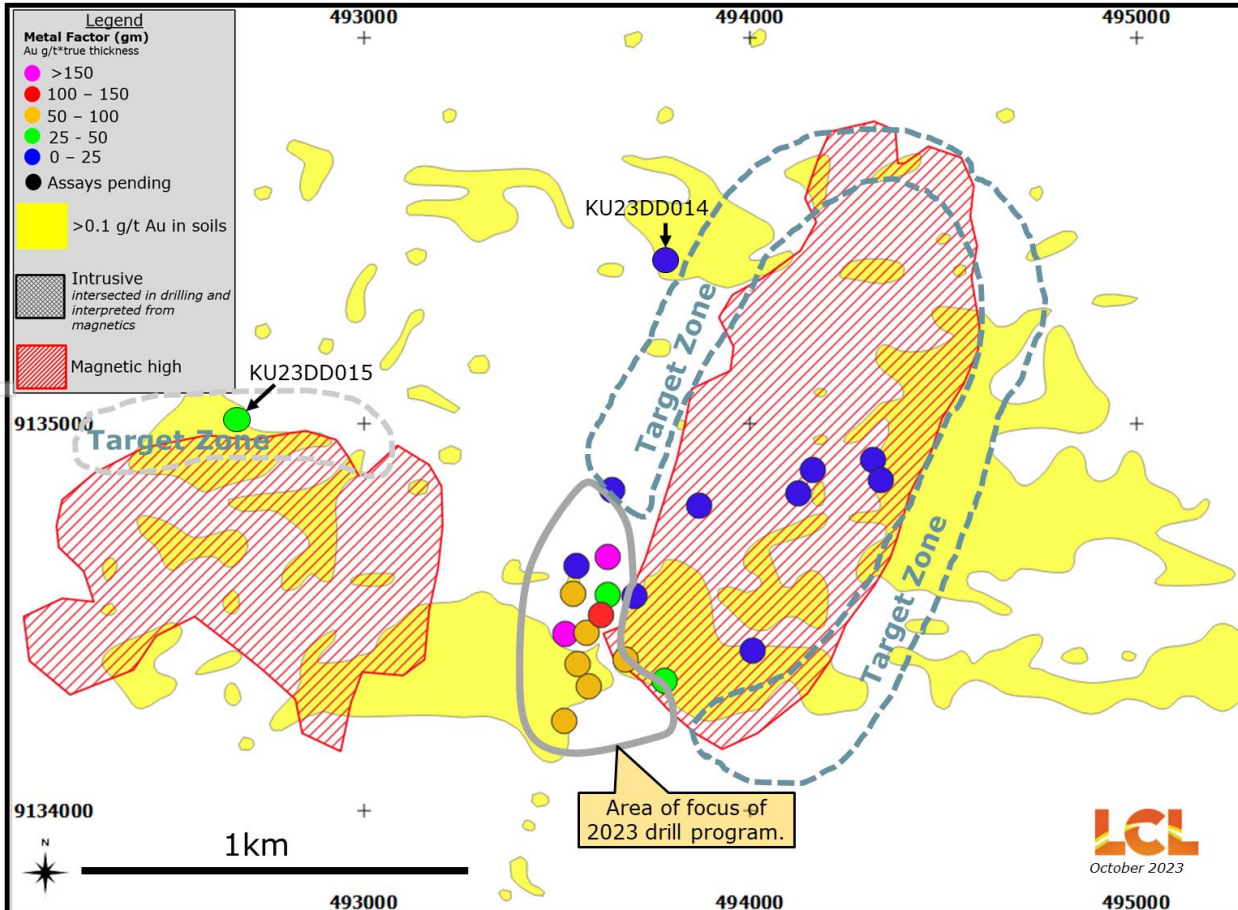 493000
494000
495000
Legend
Metal Factor (gm)
Au g/t*true thickness
>150
100 – 150
50 – 100
25 - 50
0 – 25
Assays pending
>0.1 g/t Au in soils
Intrusive
intersected in drilling and
interpreted from
magnetics
Magnetic high
KU23DD014
KU23DD015
9135000
Target Zone
Target Zone
Target Zone
9134000
Area of focus of
2023 drill program.
N
1km
LCL
October 2023
493000
494000
495000